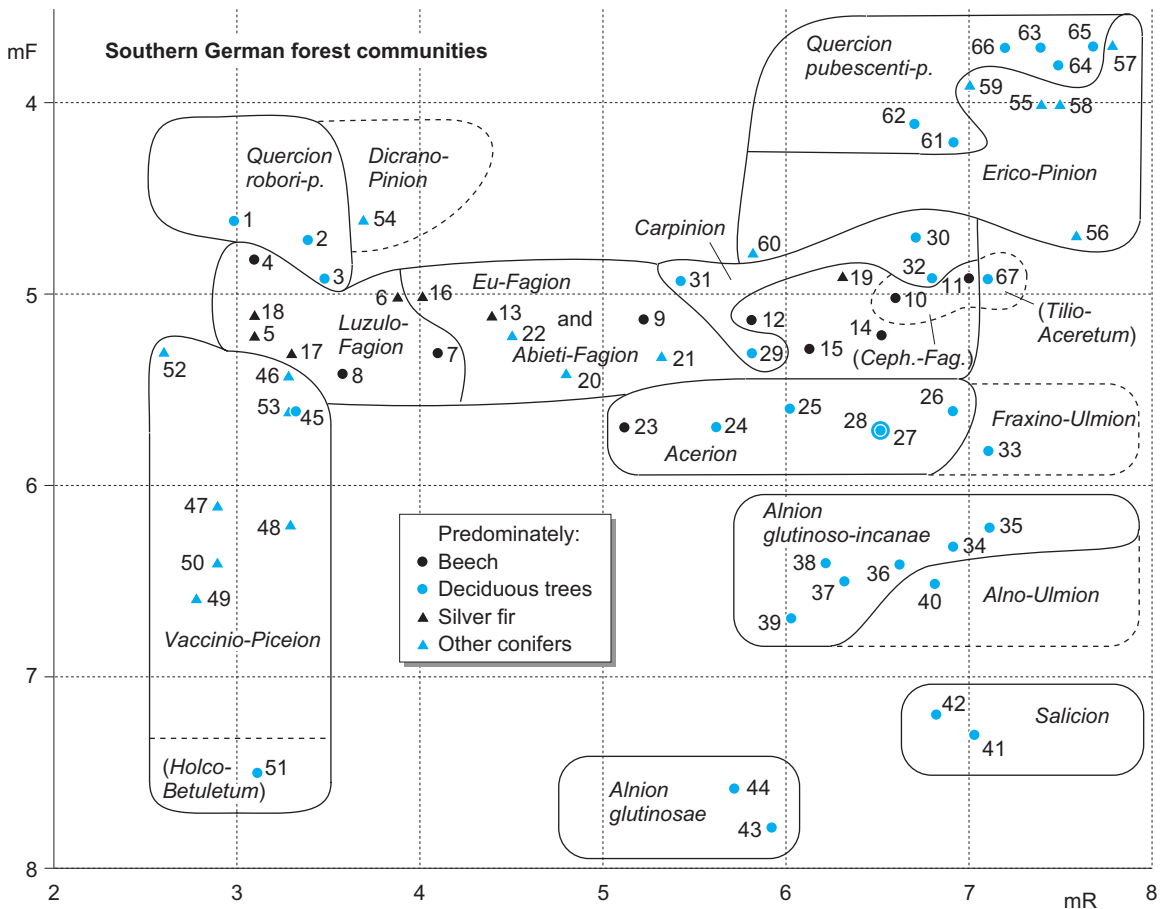 Southern German forest communities
mF
4
5
6
7
8
2
3
4
5
6
7
mR
8
Quercion
pubescenti-p.
66
63
65
64
57
59
55
58
62
61
Erico-Pinion
56
60
Quercion
robori-p.
Dicrano-
Pinion
1
2
3
54
4
Carpinion
30
31
32
29
18
5
17
6
16
Luzulo-
Fagion
7
8
Eu-Fagion
and
Abieti-Fagion
13
22
20
9
21
12
19
11
10
14
15
(Ceph.-Fag.)
67
(Tilio-
Aceretum)
52
46
53
45
47
48
50
49
Vaccinio-Piceion
(Holco-
Betuletum)
51
23
24
25
28
27
26
Acerion
Fraxino-Ulmion
33
Predominately:
Beech
Deciduous trees
Silver fir
Other conifers
Alnion
glutinoso-incanae
35
34
38
36
37
39
40
Alno-Ulmion
42
41
Salicion
Alnion
glutinosae
44
43